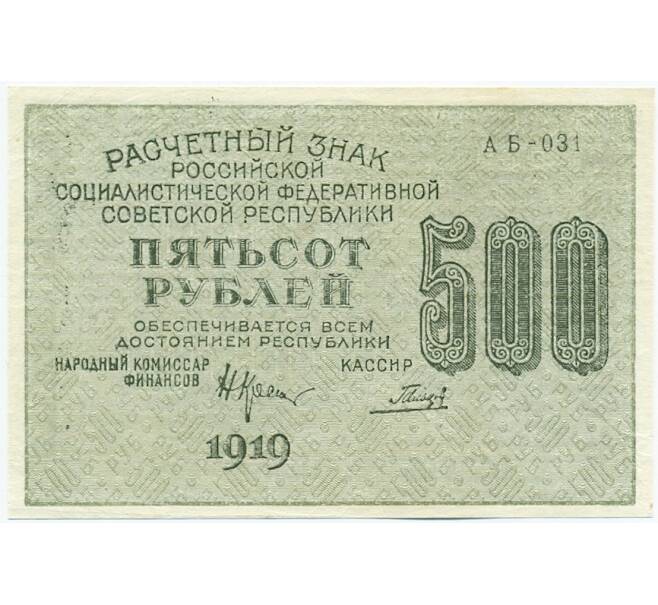 РАСЧЕТНЫЙ ЗНАК
РОССИЙСКОЙ
СОЦИАЛИСТИЧЕСКОЙ ФЕДЕРАТИВНОЙ
СОВЕТСКОЙ РЕСПУБЛИКИ
АБ-031
ПЯТЬСОТ
РУБЛЕЙ
500
ОБЕСПЕЧИВАЕТСЯ ВСЕМ
ДОСТОЯНИЕМ РЕСПУБЛИКИ
НАРОДНЫЙ КОМИССАР
ФИНАНСОВ
КАССИР
1919